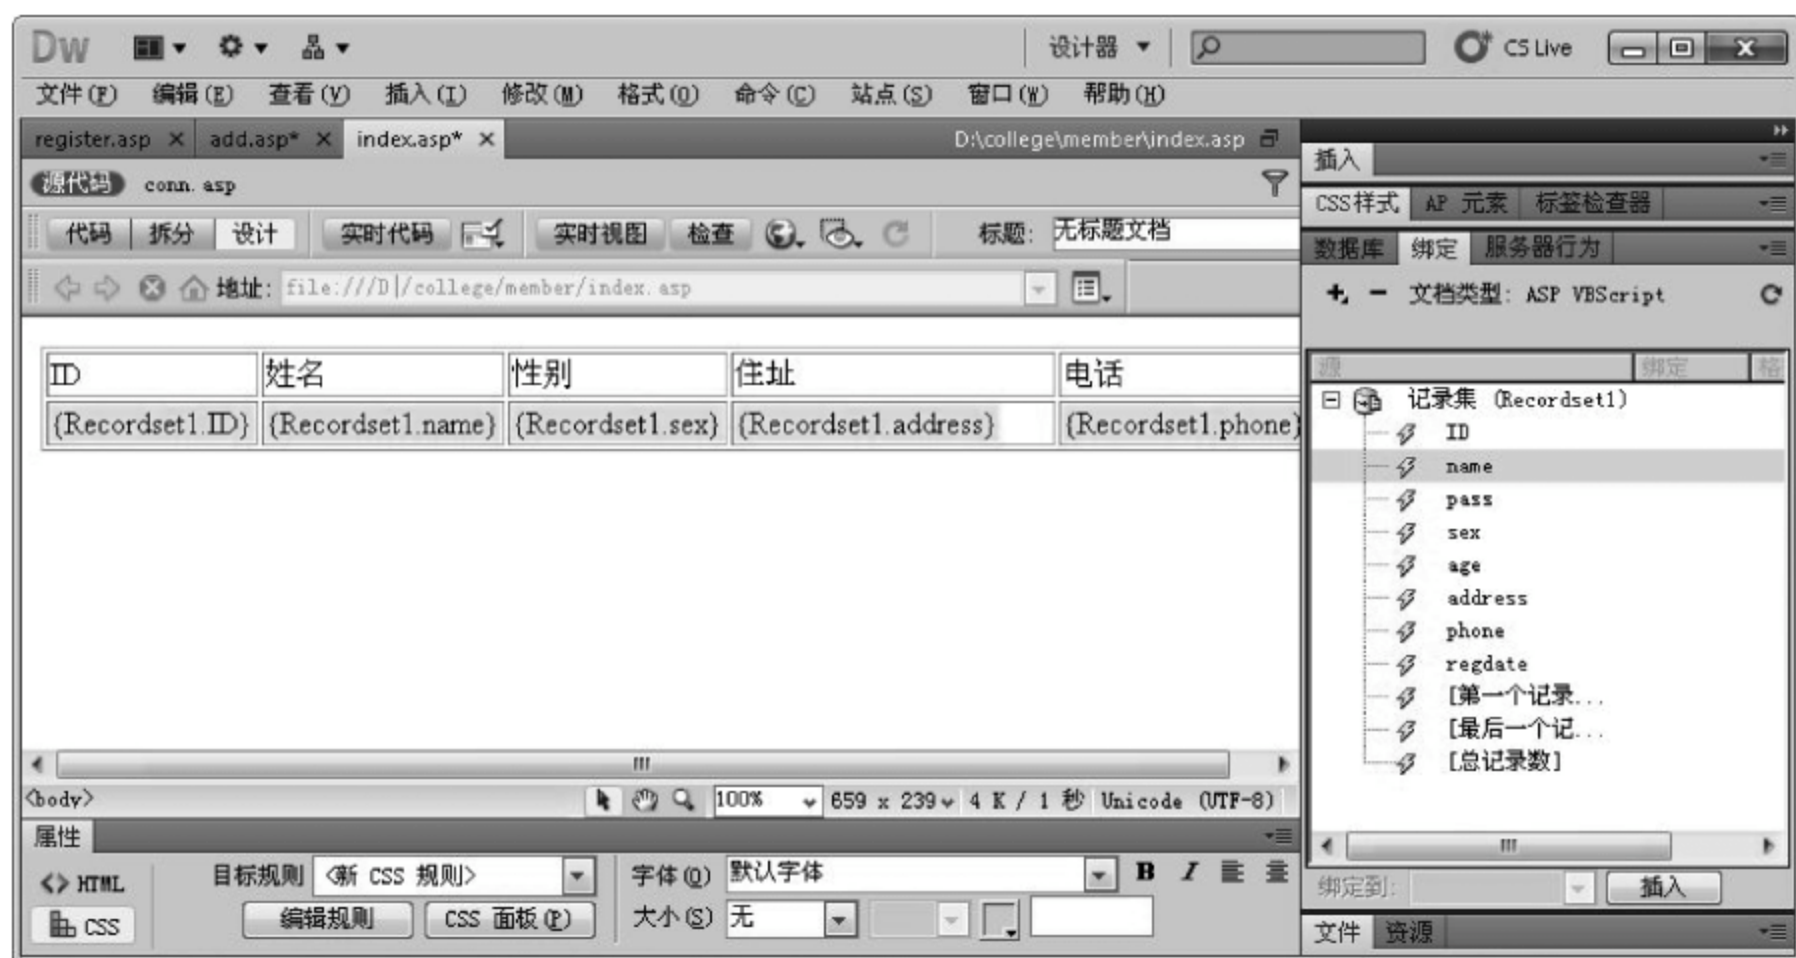 Dw 设计器 CS Live
文件(F) 编辑(E) 查看(V) 插入(I) 修改(M) 格式(O) 命令(C) 站点(S) 窗口(W) 帮助(H)
register.asp × add.asp* × index.asp* × D:\college\member\index.asp
源代码 conn.asp
代码 拆分 设计 实时代码 实时视图 检查 标题: 无标题文档
地址: file:///D|/college/member/index.asp
ID 姓名 性别 住址 电话
{Recordset1.ID} {Recordset1.name} {Recordset1.sex} {Recordset1.address} {Recordset1.phone}
<body> 100% 659 x 239 4 K / 1 秒 Unicode (UTF-8)
属性
<> HTML 目标规则 <新 CSS 规则> 字体(O) 默认字体 B I
CSS 编辑规则 CSS 面板(P) 大小(S) 无
插入
CSS样式 AP 元素 标签检查器
数据库 绑定 服务器行为
+ - 文档类型: ASP VBScript
源 绑定 格
记录集 (Recordset1)
ID
name
pass
sex
age
address
phone
regdate
[第一个记录...
[最后一个记...
[总记录数]
绑定到: 插入
文件 资源